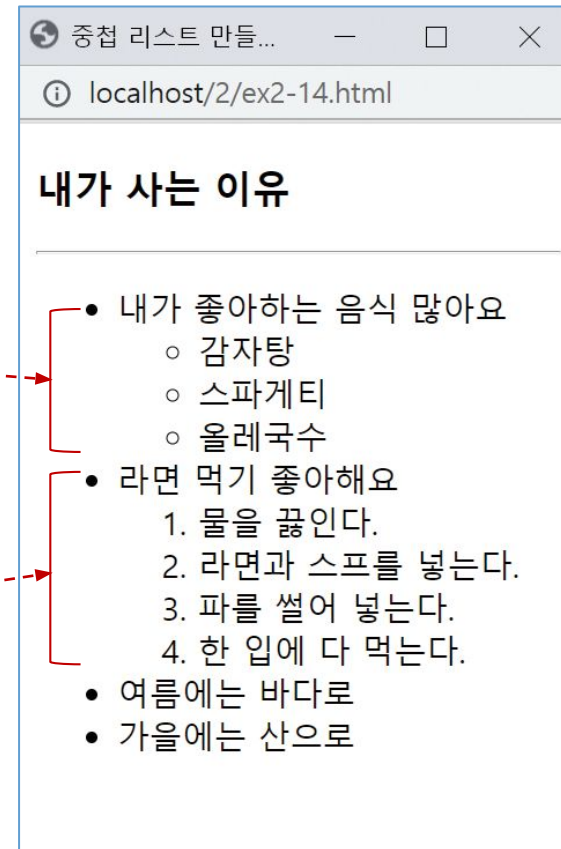 중첩 리스트 만들...
localhost/2/ex2-14.html
내가 사는 이유
• 내가 좋아하는 음식 많아요
○ 감자탕
○ 스파게티
○ 올레국수
• 라면 먹기 좋아해요
1. 물을 끓인다.
2. 라면과 스프를 넣는다.
3. 파를 썰어 넣는다.
4. 한 입에 다 먹는다.
• 여름에는 바다로
• 가을에는 산으로